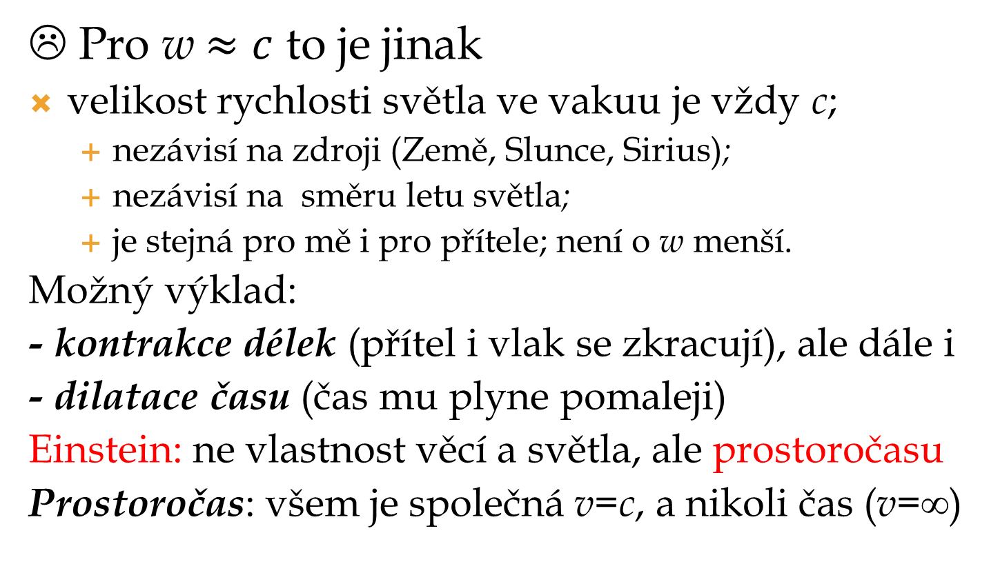 ☹ Pro w ≈ c to je jinak
× velikost rychlosti světla ve vakuu je vždy c;
+ nezávisí na zdroji (Země, Slunce, Sirius);
+ nezávisí na  směru letu světla;
+ je stejná pro mě i pro přítele; není o w menší.
Možný výklad:
- kontrakce délek (přítel i vlak se zkracují), ale dále i
- dilatace času (čas mu plyne pomaleji)
Einstein: ne vlastnost věcí a světla, ale prostoročasu
Prostoročas: všem je společná v=c, a nikoli čas (v=∞)